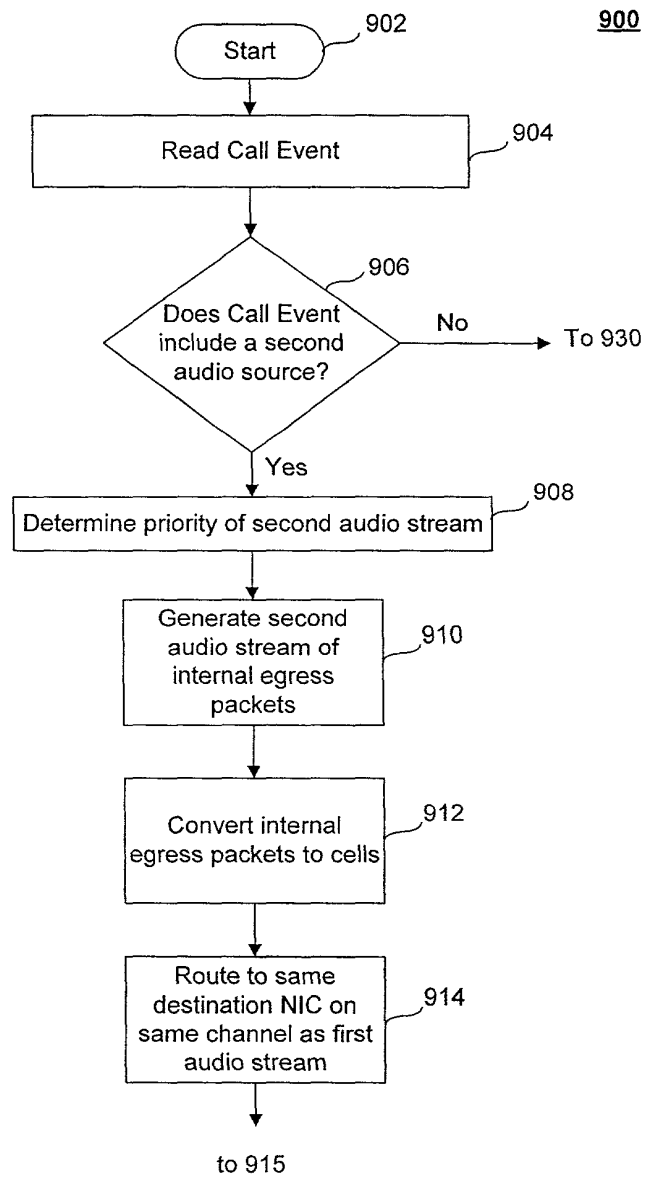 900
902
Start
904
Read Call Event
906
Does Call Event
include a second
audio source?
No
To 930
Yes
908
Determine priority of second audio stream
Generate second
audio stream of
internal egress
packets
910
Convert internal
egress packets to cells
912
Route to same
destination NIC on
same channel as first
audio stream
914
to 915